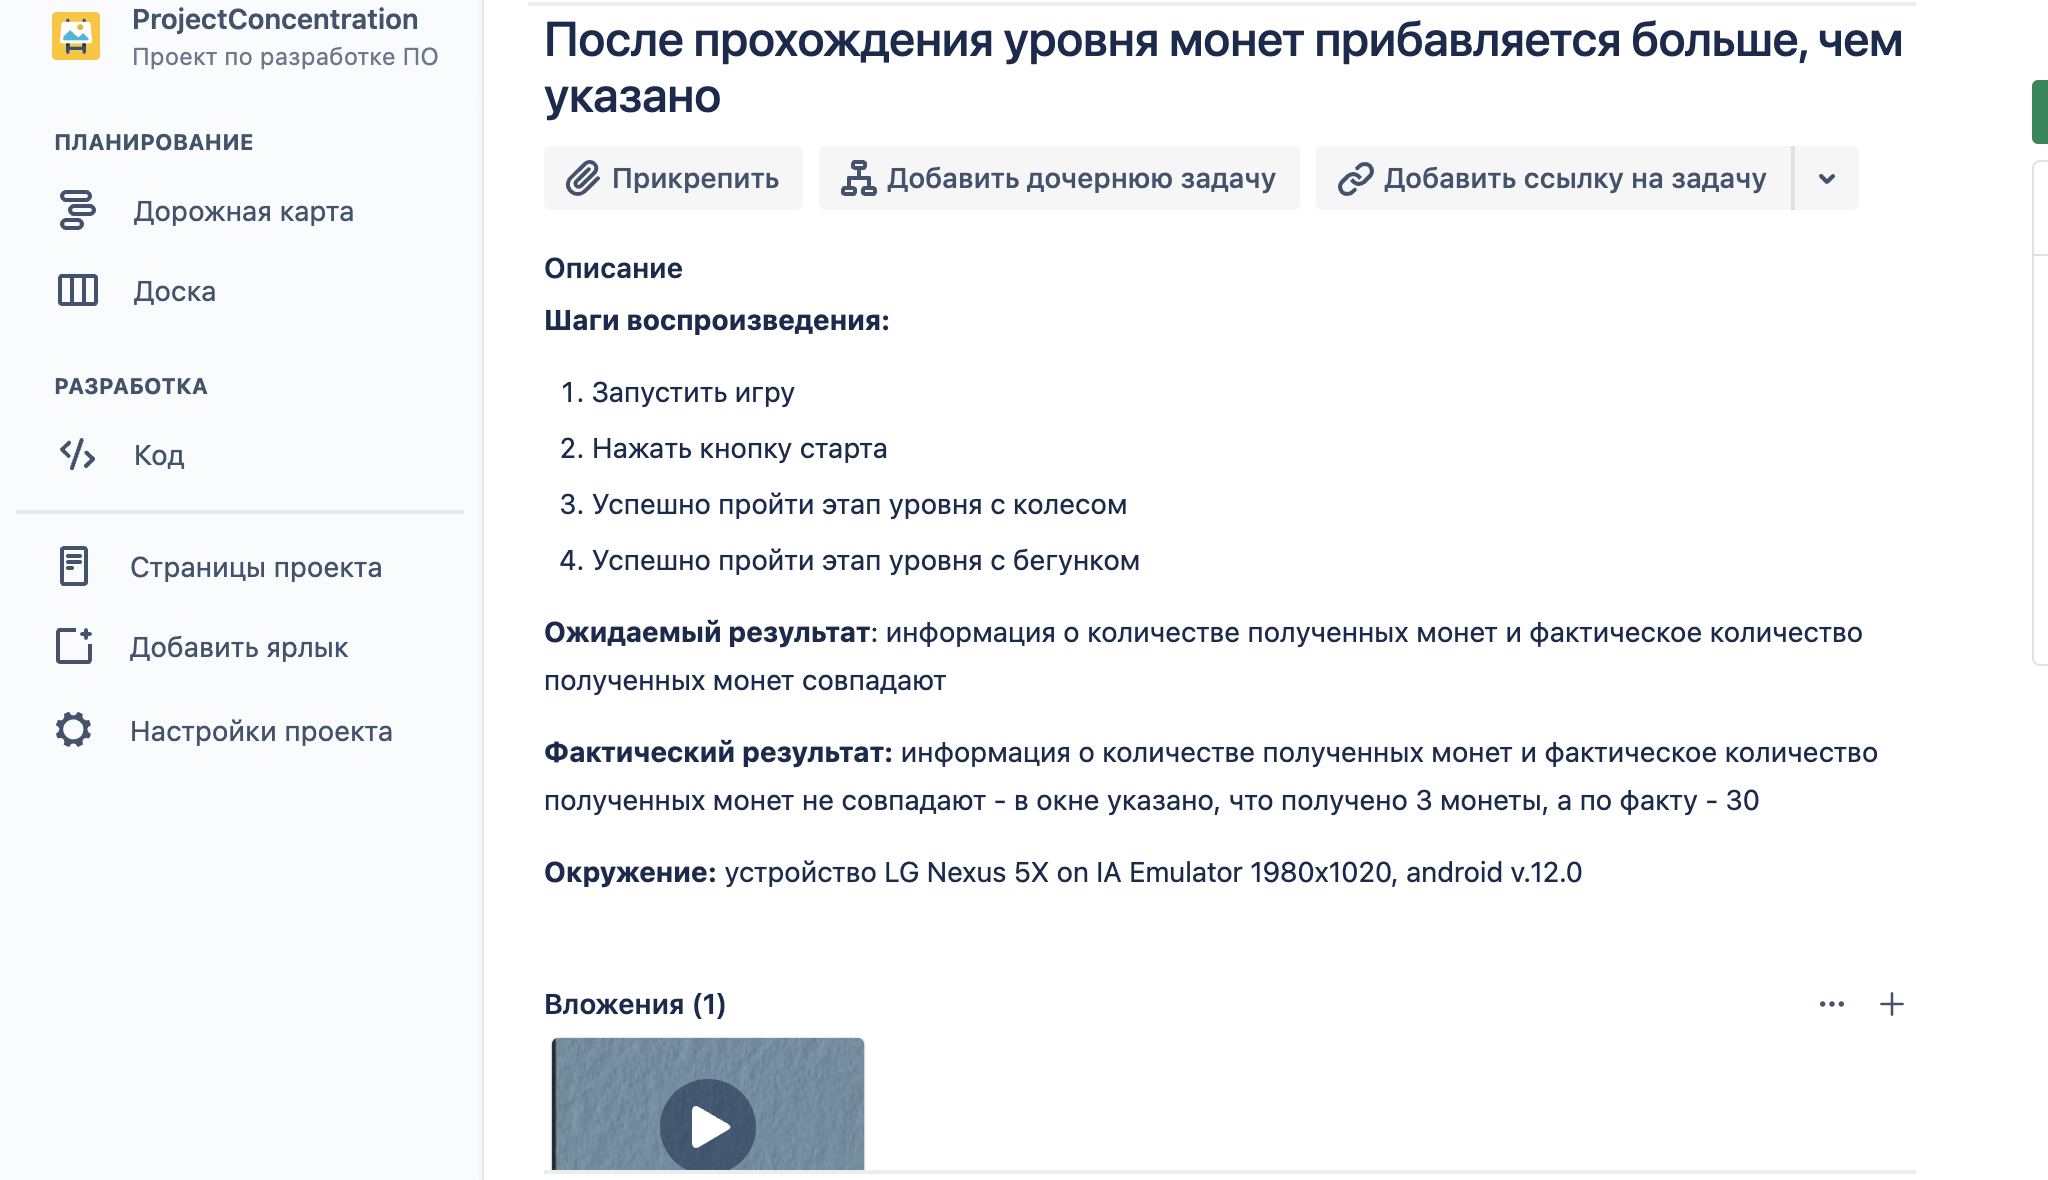 ProjectConcentration
Проект по разработке ПО
ПЛАНИРОВАНИЕ
Дорожная карта
Доска
РАЗРАБОТКА
Код
Страницы проекта
Добавить ярлык
Настройки проекта
После прохождения уровня монет прибавляется больше, чем
указано
Прикрепить
Добавить дочернюю задачу
Добавить ссылку на задачу
Описание
Шаги воспроизведения:
1. Запустить игру
2. Нажать кнопку старта
3. Успешно пройти этап уровня с колесом
4. Успешно пройти этап уровня с бегунком
Ожидаемый результат: информация о количестве полученных монет и фактическое количество
полученных монет совпадают
Фактический результат: информация о количестве полученных монет и фактическое количество
полученных монет не совпадают - в окне указано, что получено 3 монеты, а по факту - 30
Окружение: устройство LG Nexus 5X on IA Emulator 1980x1020, android v.12.0
Вложения (1)